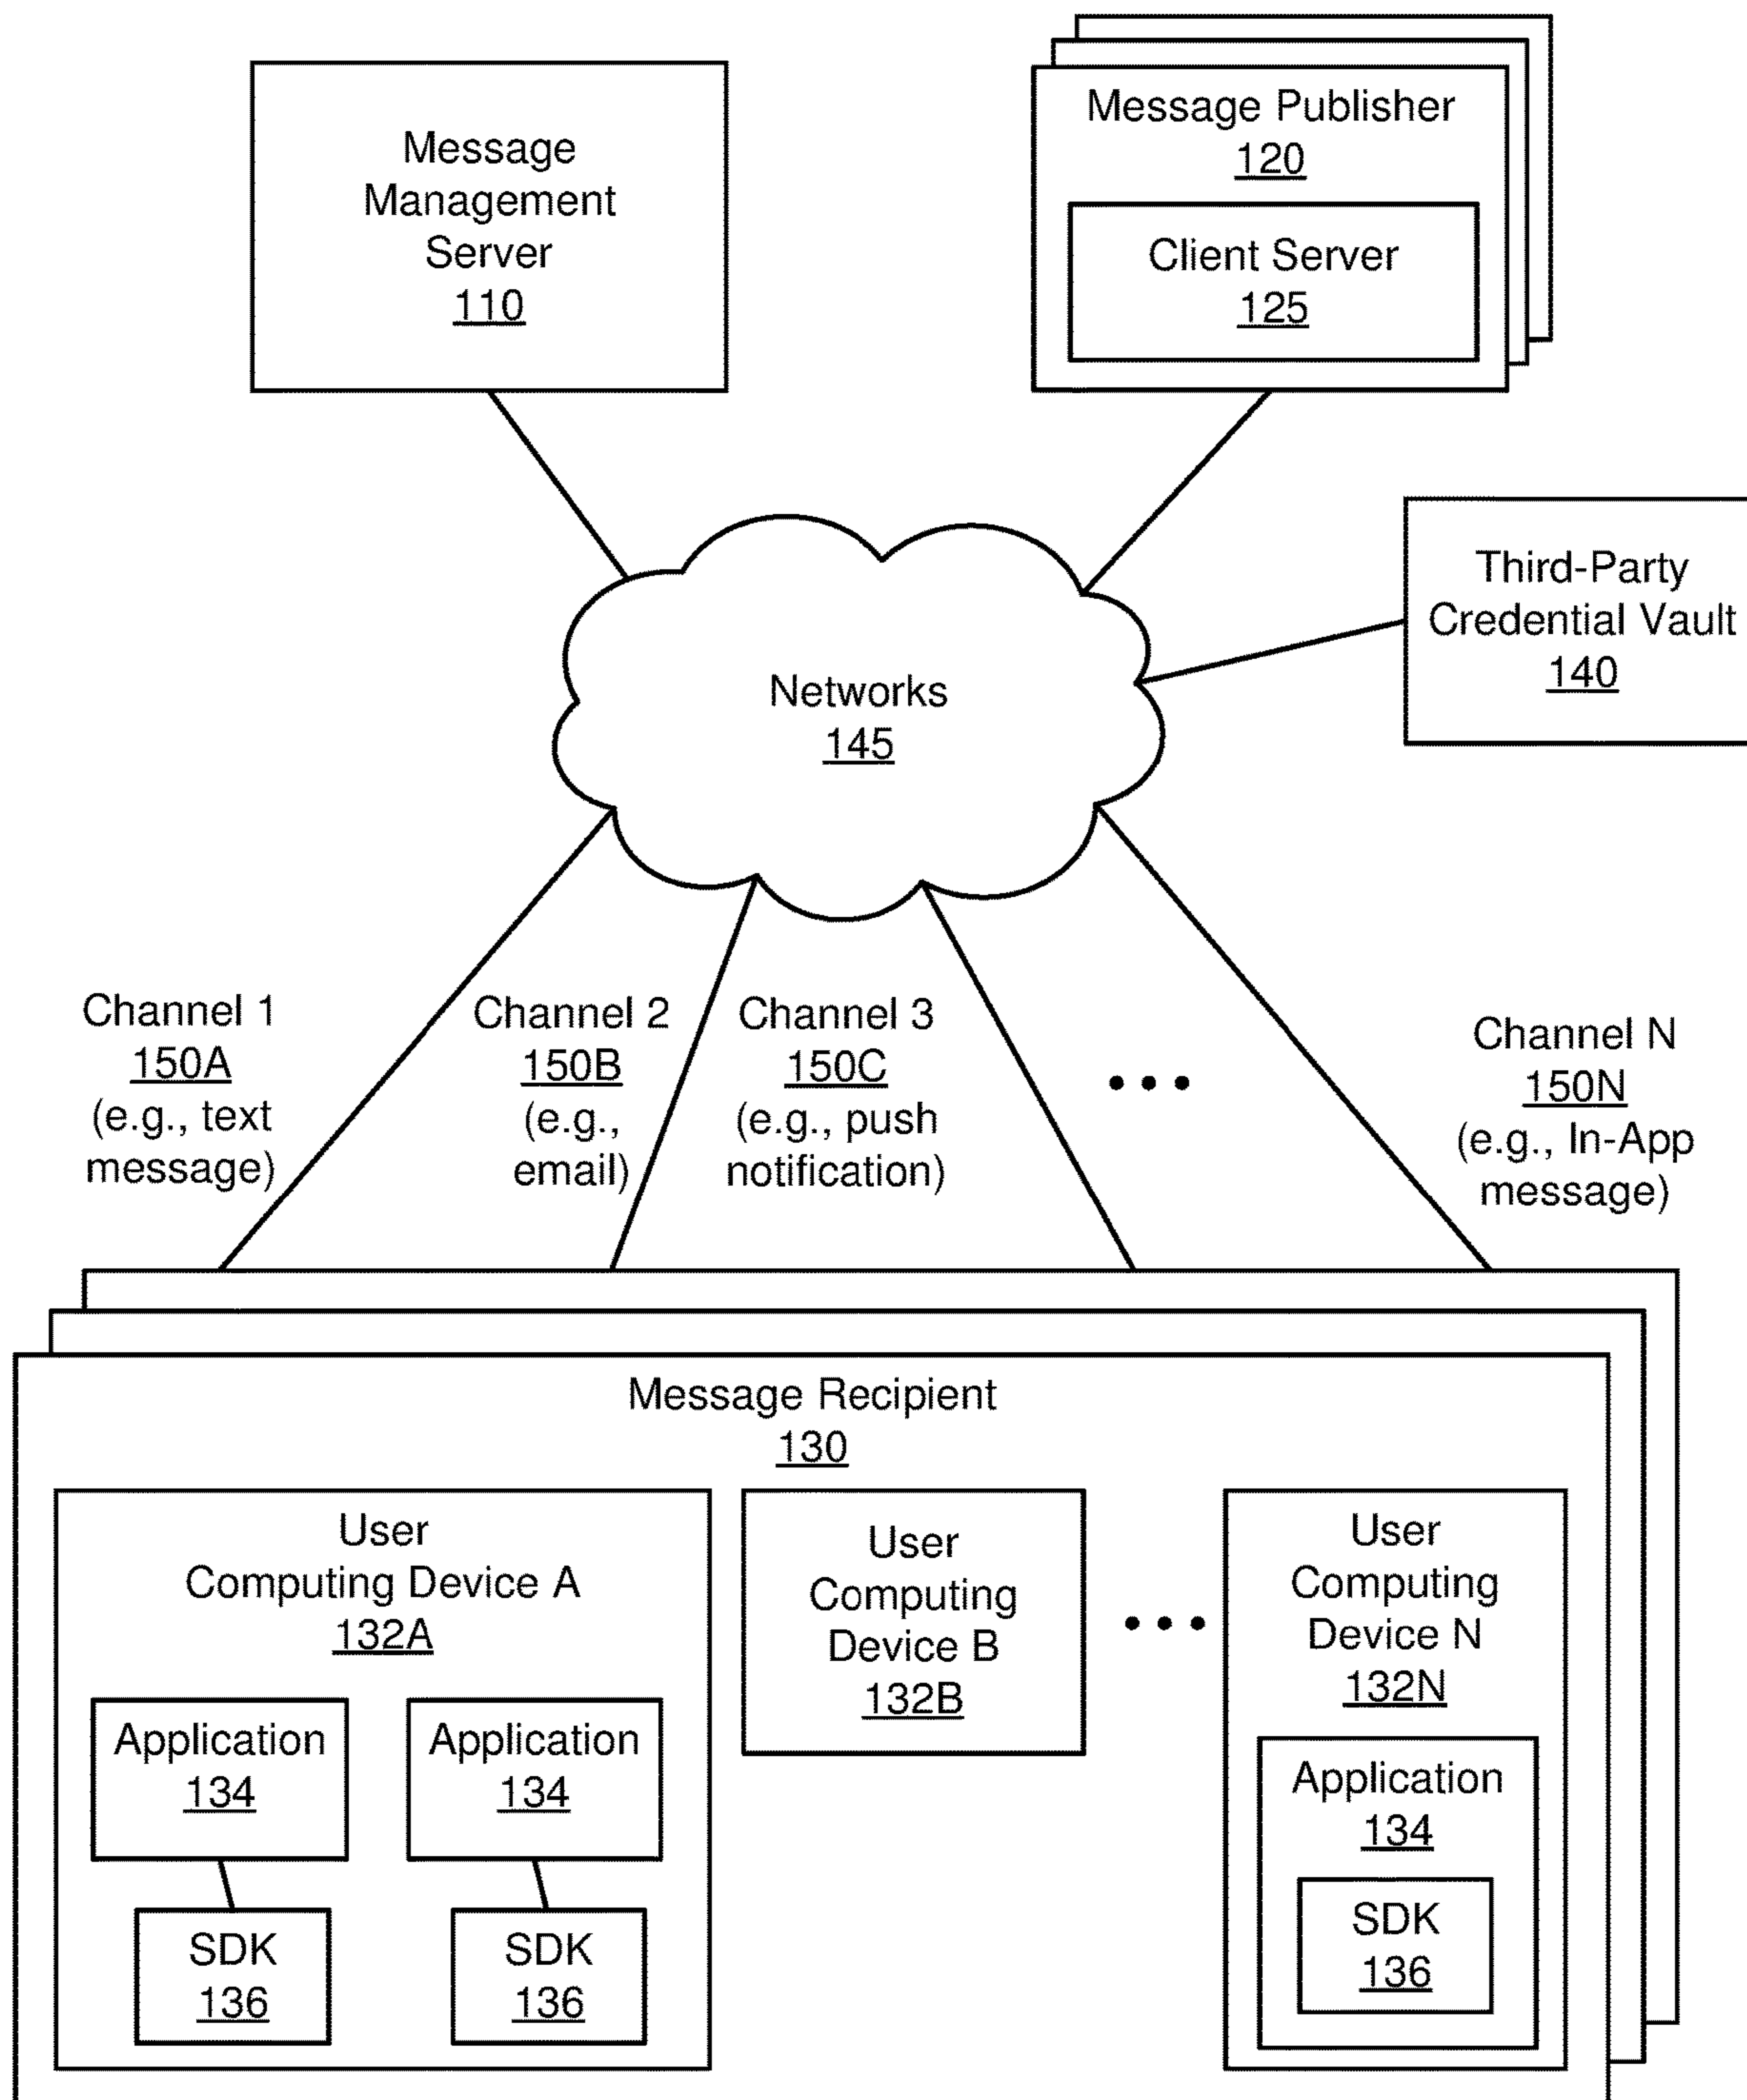 Message
Management
Server
110
Message Publisher
120
Client Server
125
Third-Party
Credential Vault
140
Networks
145
Channel 1
150A
(e.g., text
message)
Channel 2
150B
(e.g.,
email)
Channel 3
150C
(e.g., push
notification)
•••
Channel N
150N
(e.g., In-App
message)
Message Recipient
130
User
Computing Device A
132A
Application
134
SDK
136
Application
134
SDK
136
User
Computing
Device B
132B
•••
User
Computing
Device N
132N
Application
134
SDK
136